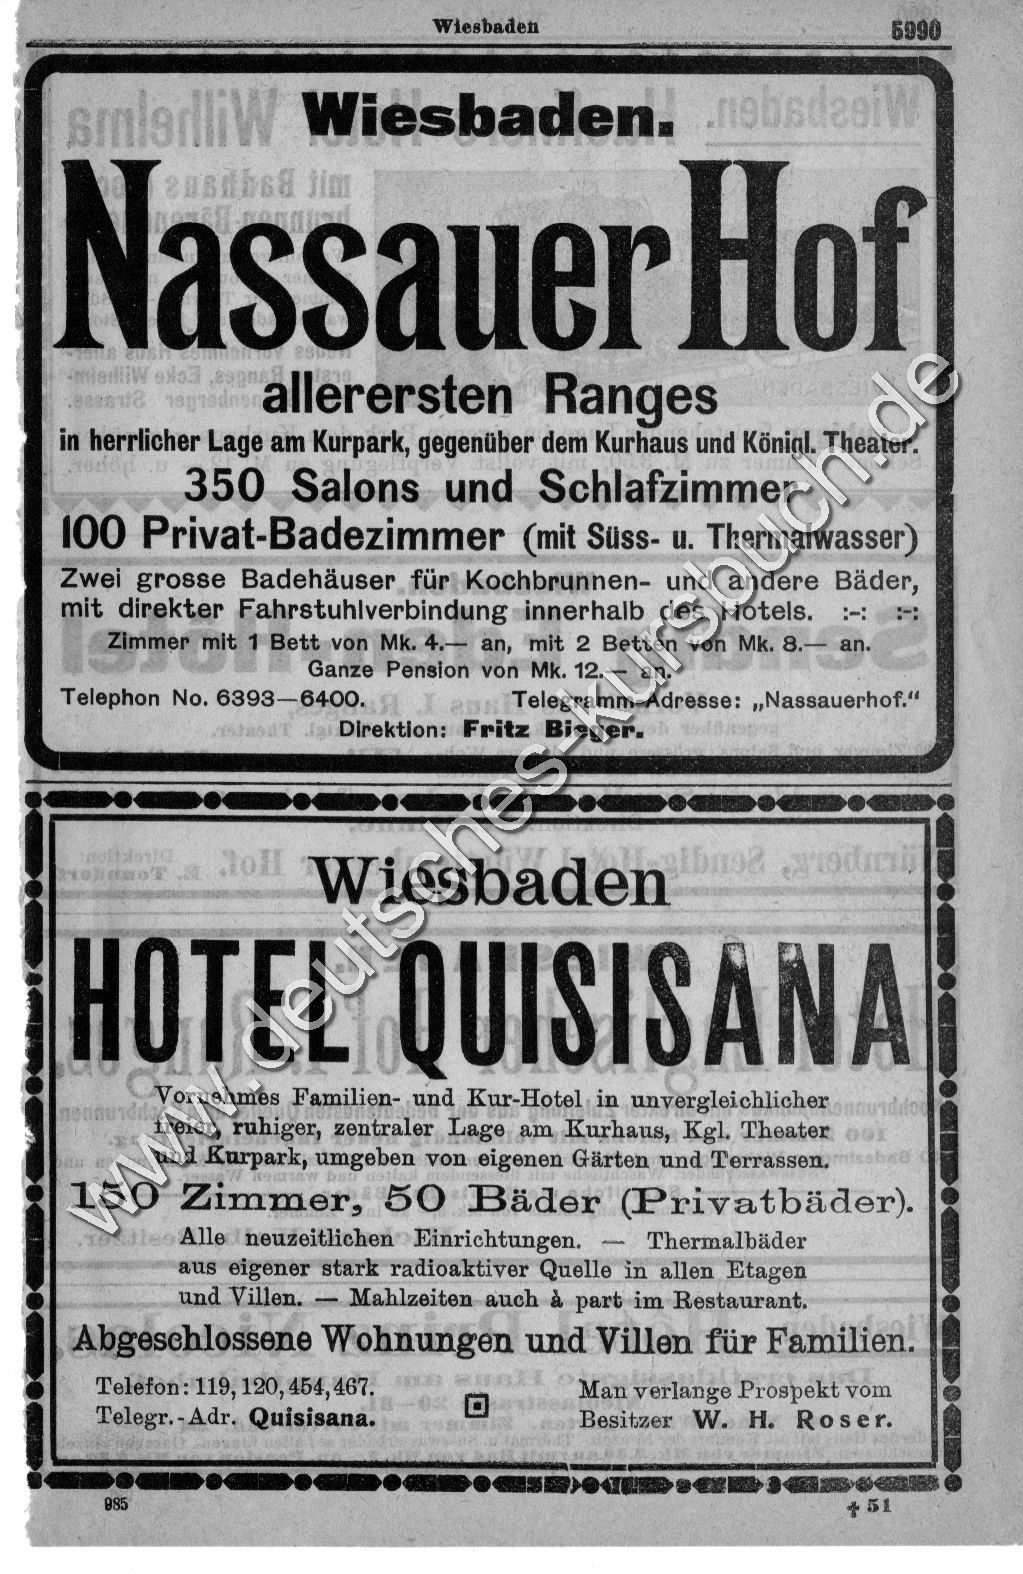 Wiesbaden
5990
Wiesbaden.
Nassauer Hof
allerersten Ranges
in herrlicher Lage am Kurpark, gegenüber dem Kurhaus und Königl. Theater.
350 Salons und Schlafzimmer
100 Privat-Badezimmer (mit Süss- u. Thermalwasser)
Zwei grosse Badehäuser für Kochbrunnen- und andere Bäder,
mit direkter Fahrstuhlverbindung innerhalb des Hotels. :-: :-:
Zimmer mit 1 Bett von Mk. 4.— an, mit 2 Betten von Mk. 8.— an.
Ganze Pension von Mk. 12.— an.
Telephon No. 6393—6400. Telegramm-Adresse: „Nassauerhof.“
Direktion: Fritz Bieger.
Wiesbaden
HOTEL QUISISANA
Vornehmes Familien- und Kur-Hotel in unvergleichlicher
freier, ruhiger, zentraler Lage am Kurhaus, Kgl. Theater
und Kurpark, umgeben von eigenen Gärten und Terrassen.
150 Zimmer, 50 Bäder (Privatbäder).
Alle neuzeitlichen Einrichtungen. — Thermalbäder
aus eigener stark radioaktiver Quelle in allen Etagen
und Villen. — Mahlzeiten auch à part im Restaurant.
Abgeschlossene Wohnungen und Villen für Familien.
Telefon: 119, 120, 454, 467. Man verlange Prospekt vom
Telegr.-Adr. Quisisana. Besitzer W. H. Roser.
985
† 51
www.deutsches-kursbuch.de